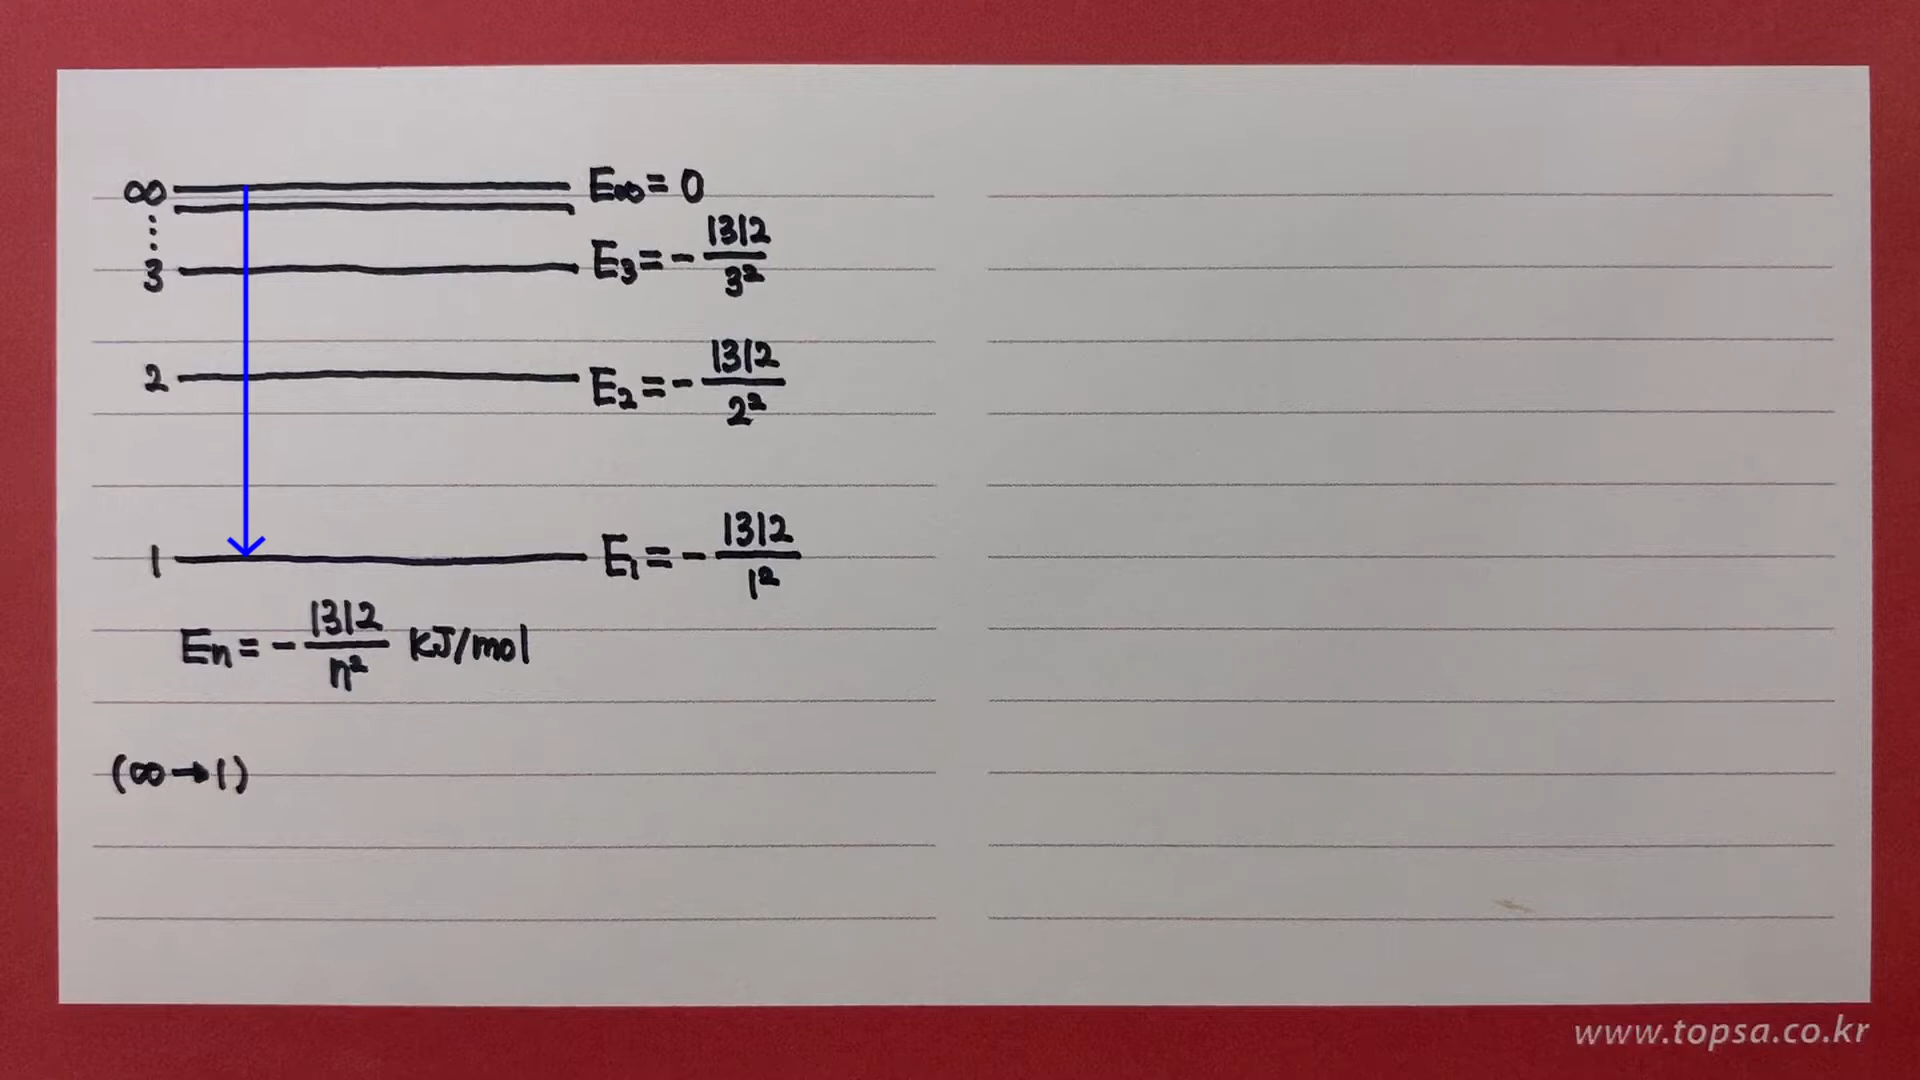 ∞ E∞ = 0
⋮
3 E₃ = - 1312/3²
2 E₂ = - 1312/2²
1 E₁ = - 1312/1²
En = - 1312/n² kJ/mol
(∞→1)
www.topsa.co.kr